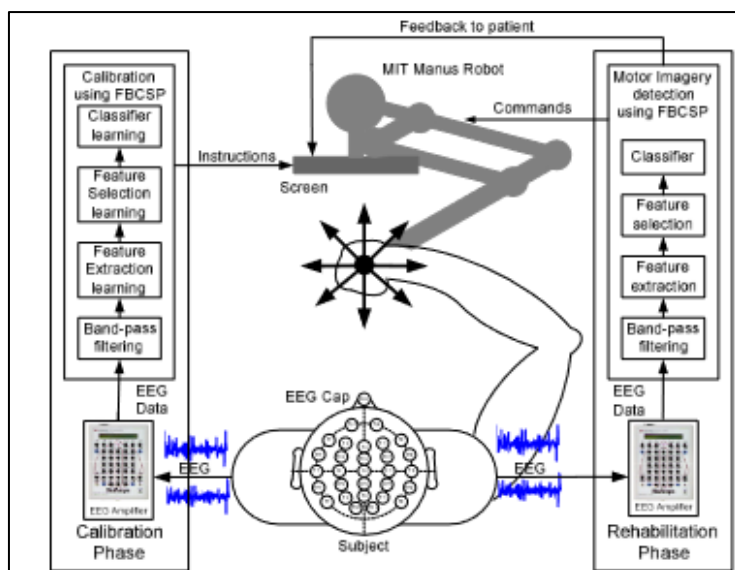 Feedback to patient
Calibration
using FBCSP
Classifier
learning
Feature
Selection
learning
Feature
Extraction
learning
Band-pass
filtering
EEG
Data
EEG Amplifier
Calibration
Phase
Instructions
MIT Manus Robot
Commands
Screen
EEG Cap
EEG
EEG
Subject
Motor Imagery
detection
using FBCSP
Classifier
Feature
selection
Feature
extraction
Band-pass
filtering
EEG
Data
EEG Amplifier
Rehabilitation
Phase